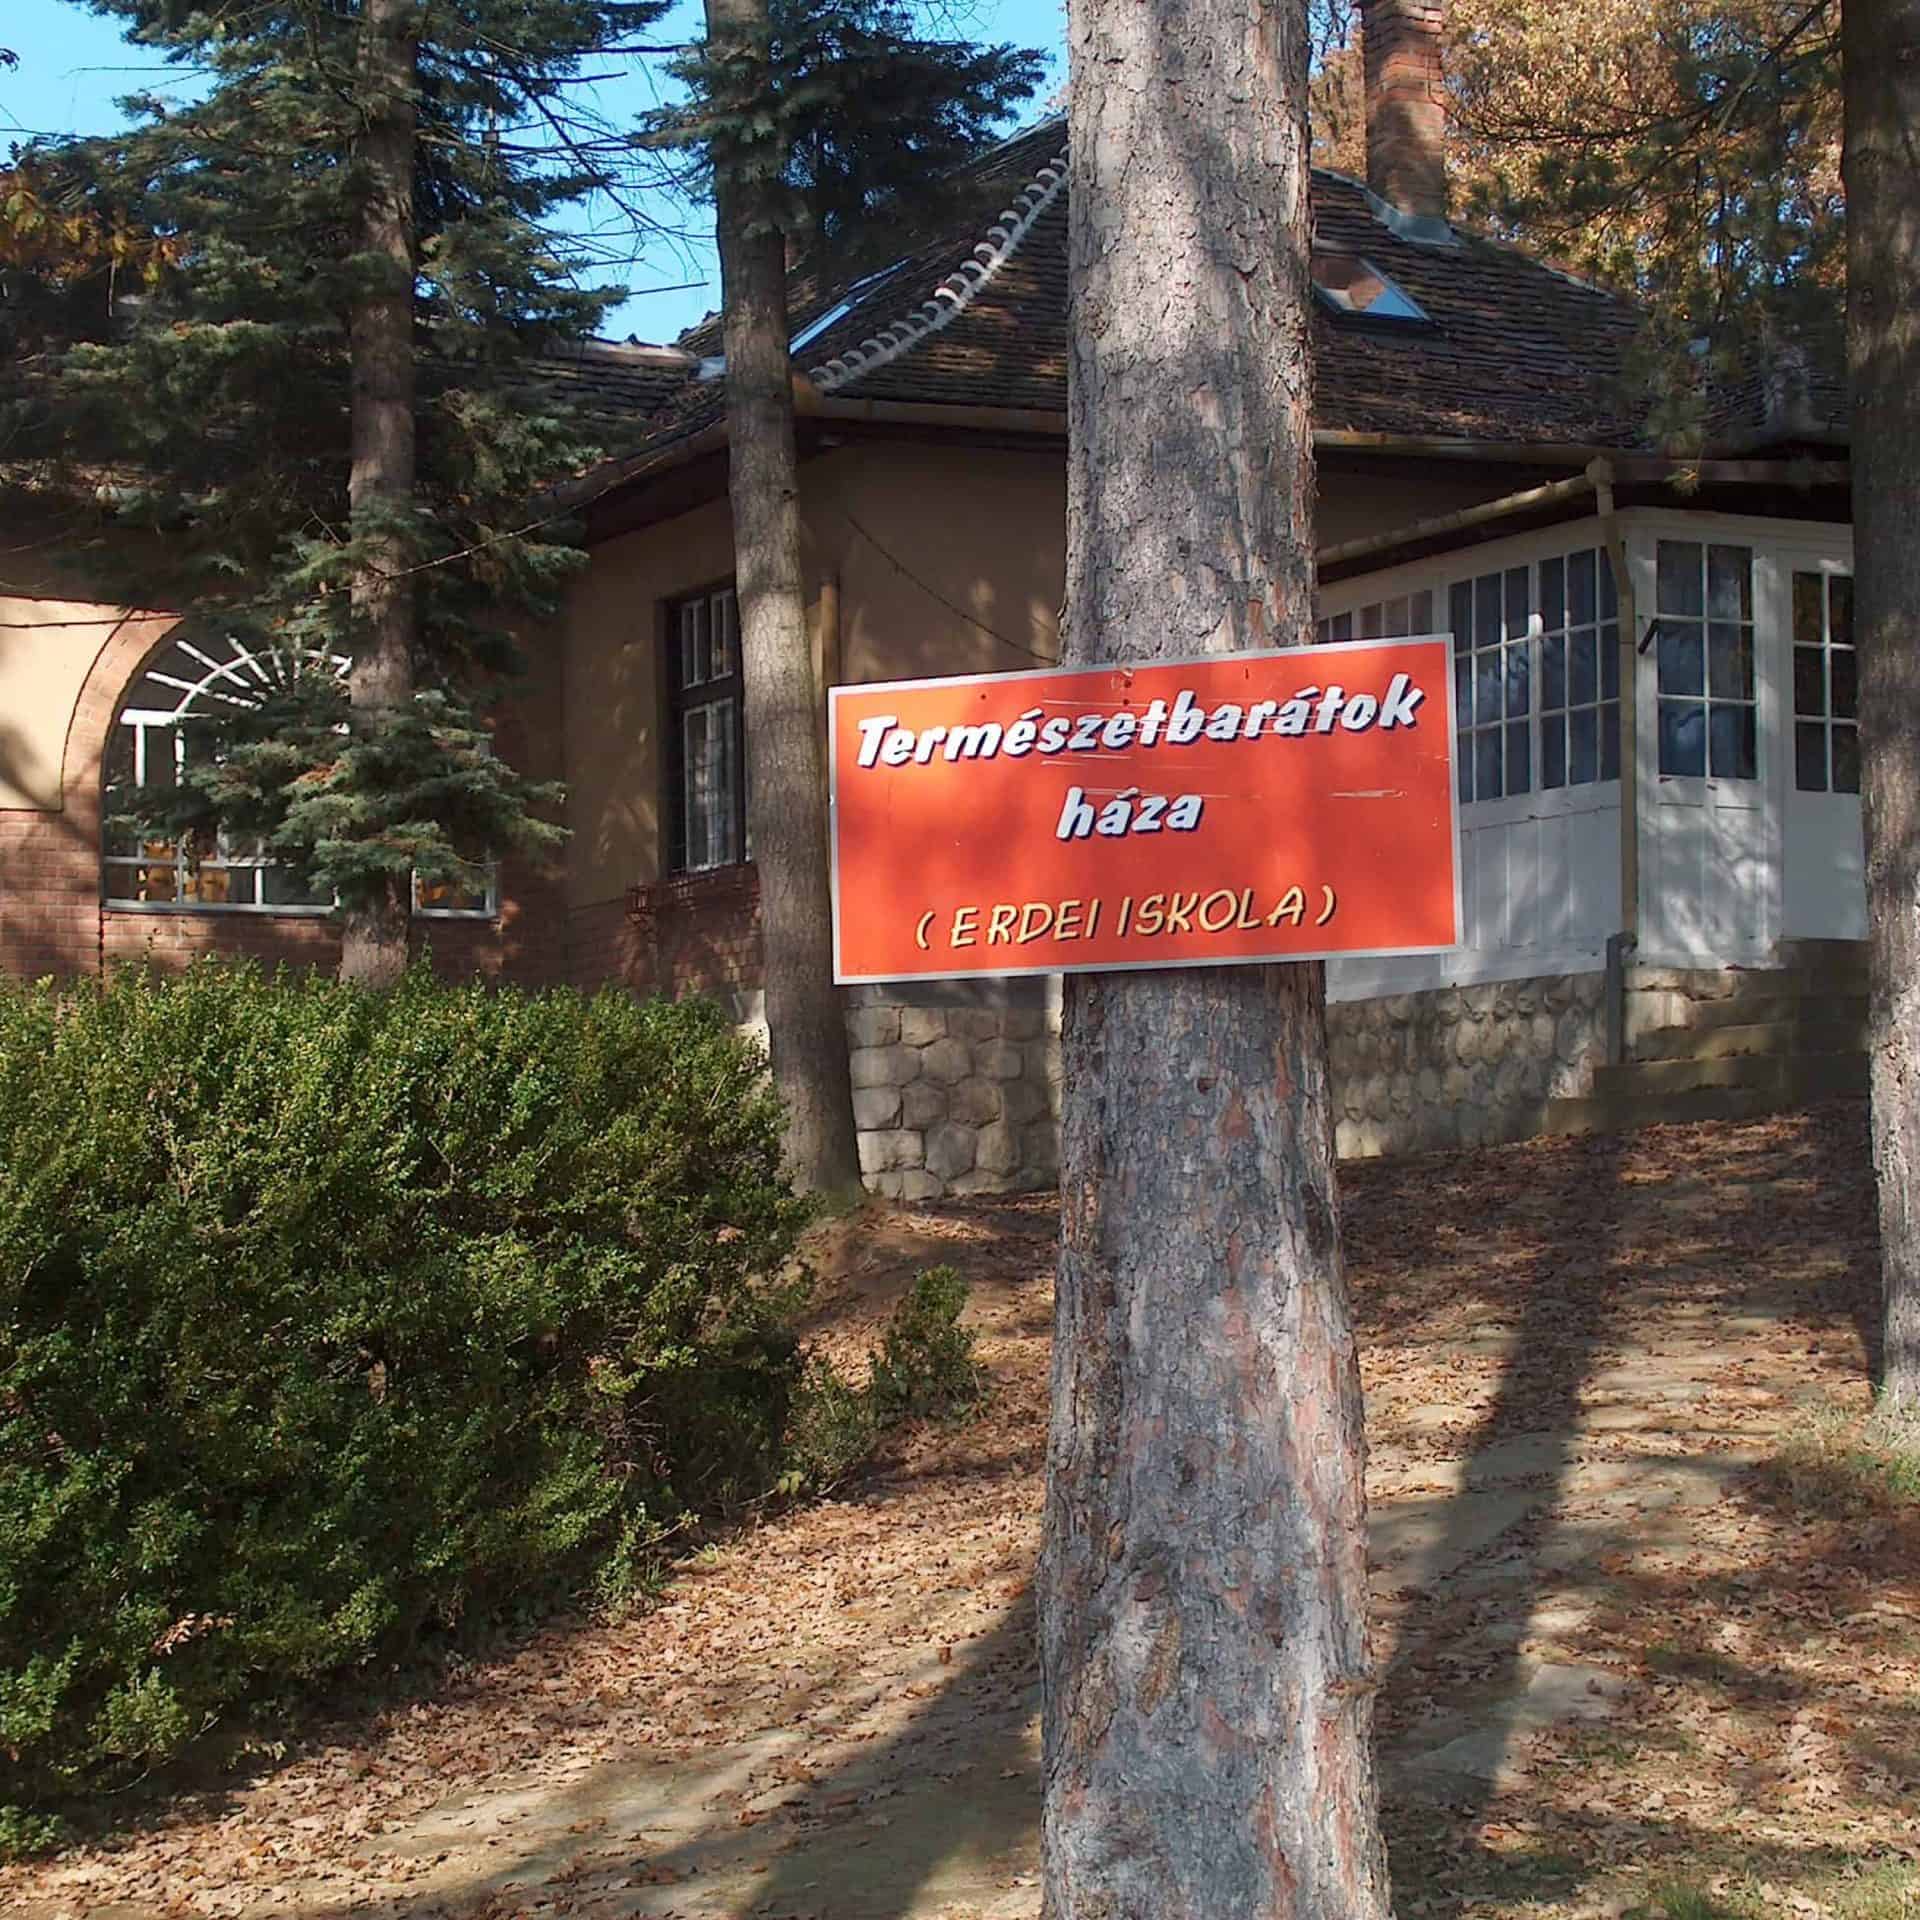 Természetbarátok
háza
(ERDEI ISKOLA)